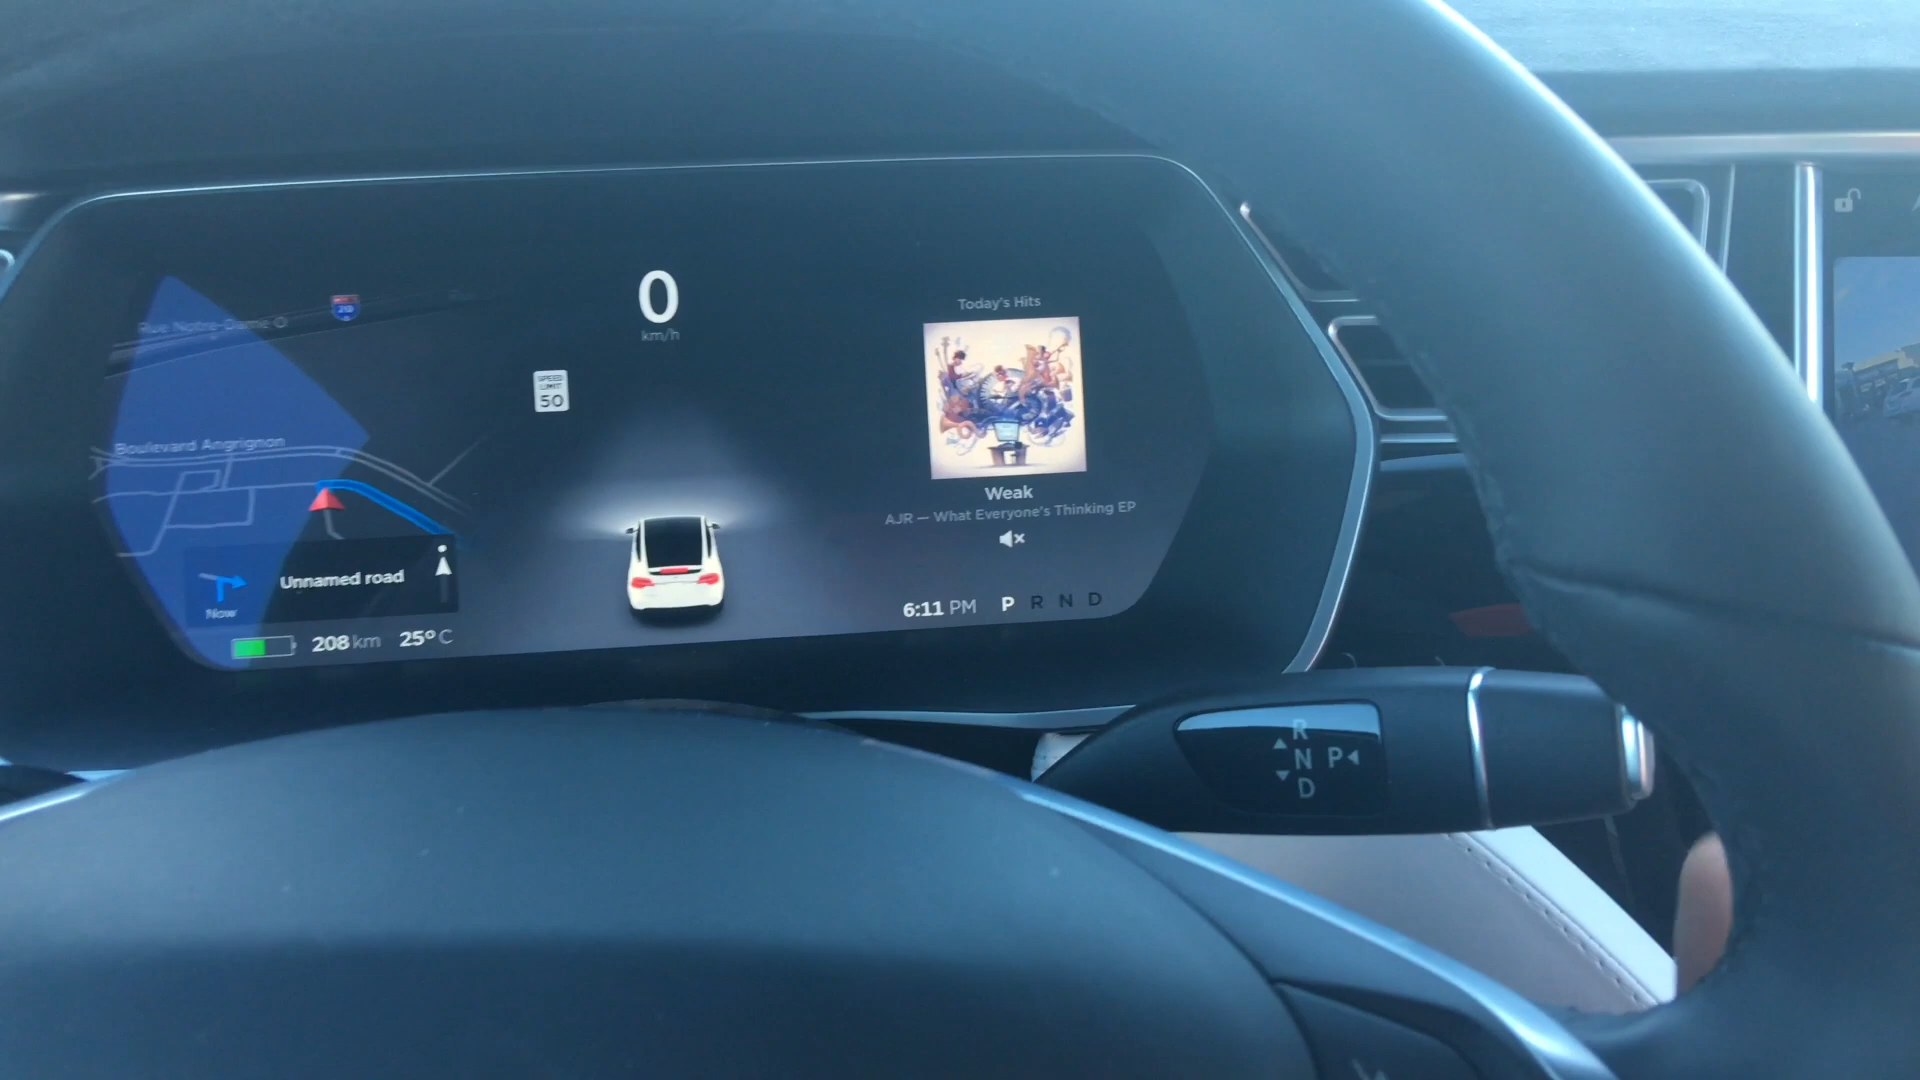 Rue Notre-Dame O
Boulevard Angrignon
Unnamed road
Now
208 km 25°C
0
km/h
SPEED
LIMIT
50
Today's Hits
Weak
AJR — What Everyone's Thinking EP
6:11 PM P R N D
R
N P
D